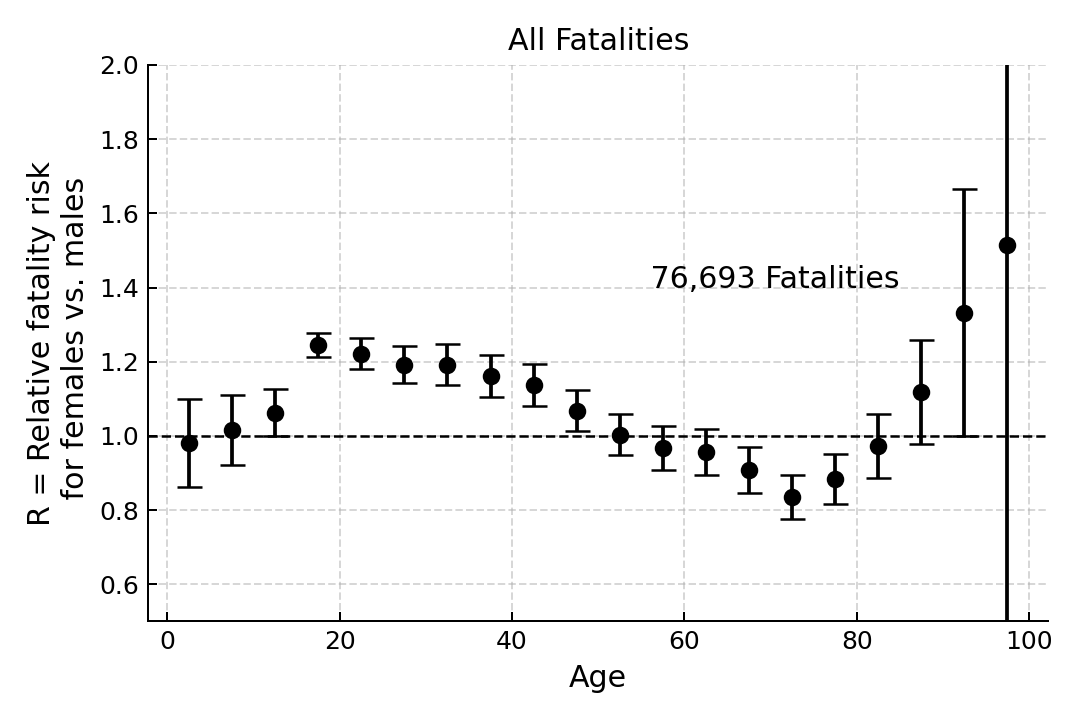 All Fatalities
R = Relative fatality risk
for females vs. males
2.0
1.8
1.6
1.4
1.2
1.0
0.8
0.6
76,693 Fatalities
0
20
40
60
80
100
Age